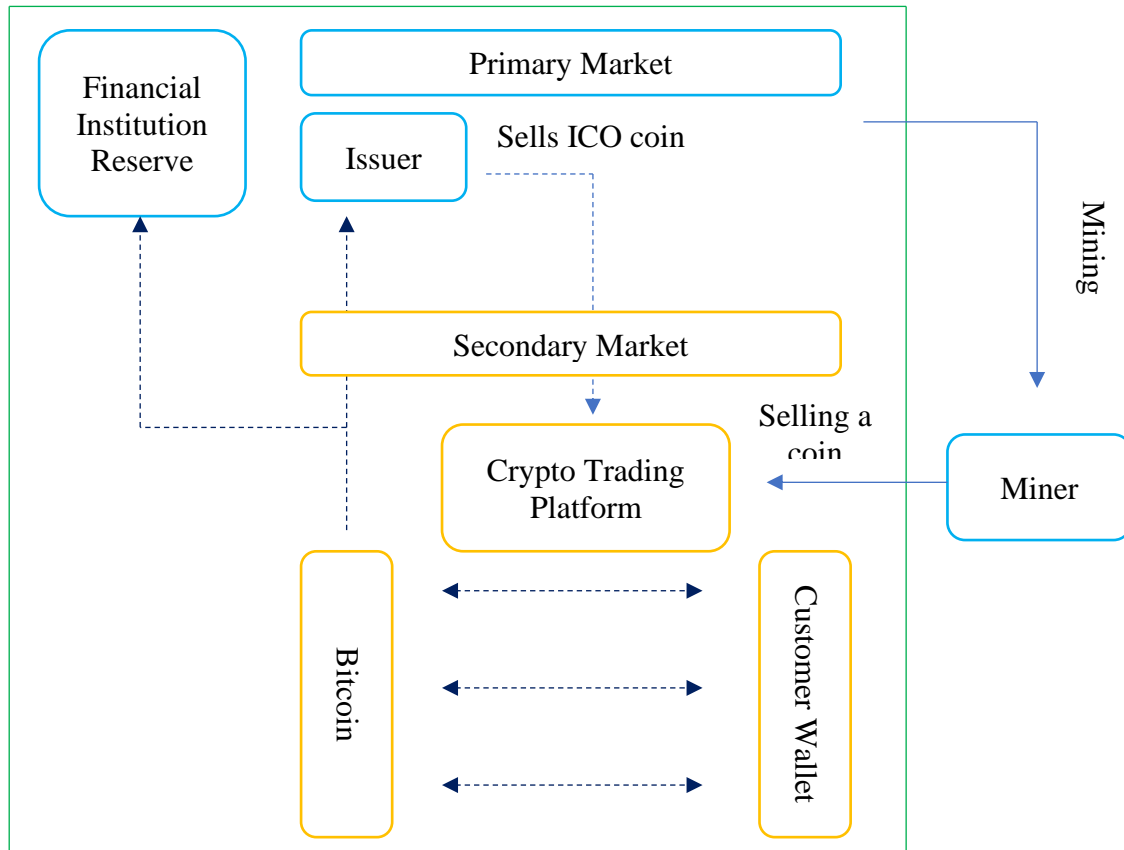 Financial
Institution
Reserve
Primary Market
Issuer
Sells ICO coin
Mining
Secondary Market
Selling a
coin
Crypto Trading
Platform
Miner
Bitcoin
Customer Wallet